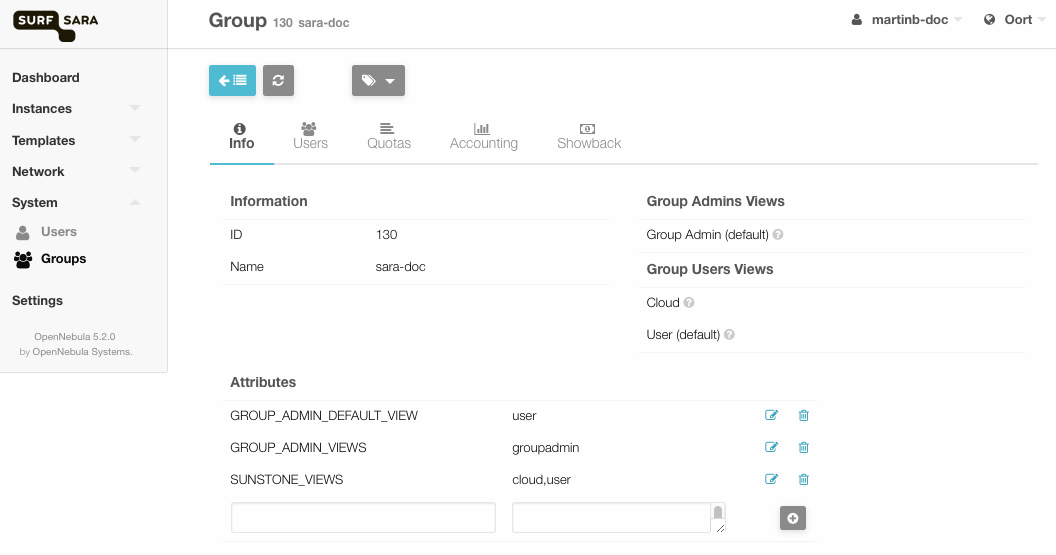 SURF SARA
Group 130 sara-doc
martinb-doc
Oort
Dashboard
Instances
Templates
Network
System
Users
Groups
Settings
OpenNebula 5.2.0
by OpenNebula Systems.
Info
Users
Quotas
Accounting
Showback
Information
ID 130
Name sara-doc
Group Admins Views
Group Admin (default) ?
Group Users Views
Cloud ?
User (default) ?
Attributes
GROUP_ADMIN_DEFAULT_VIEW user
GROUP_ADMIN_VIEWS groupadmin
SUNSTONE_VIEWS cloud,user